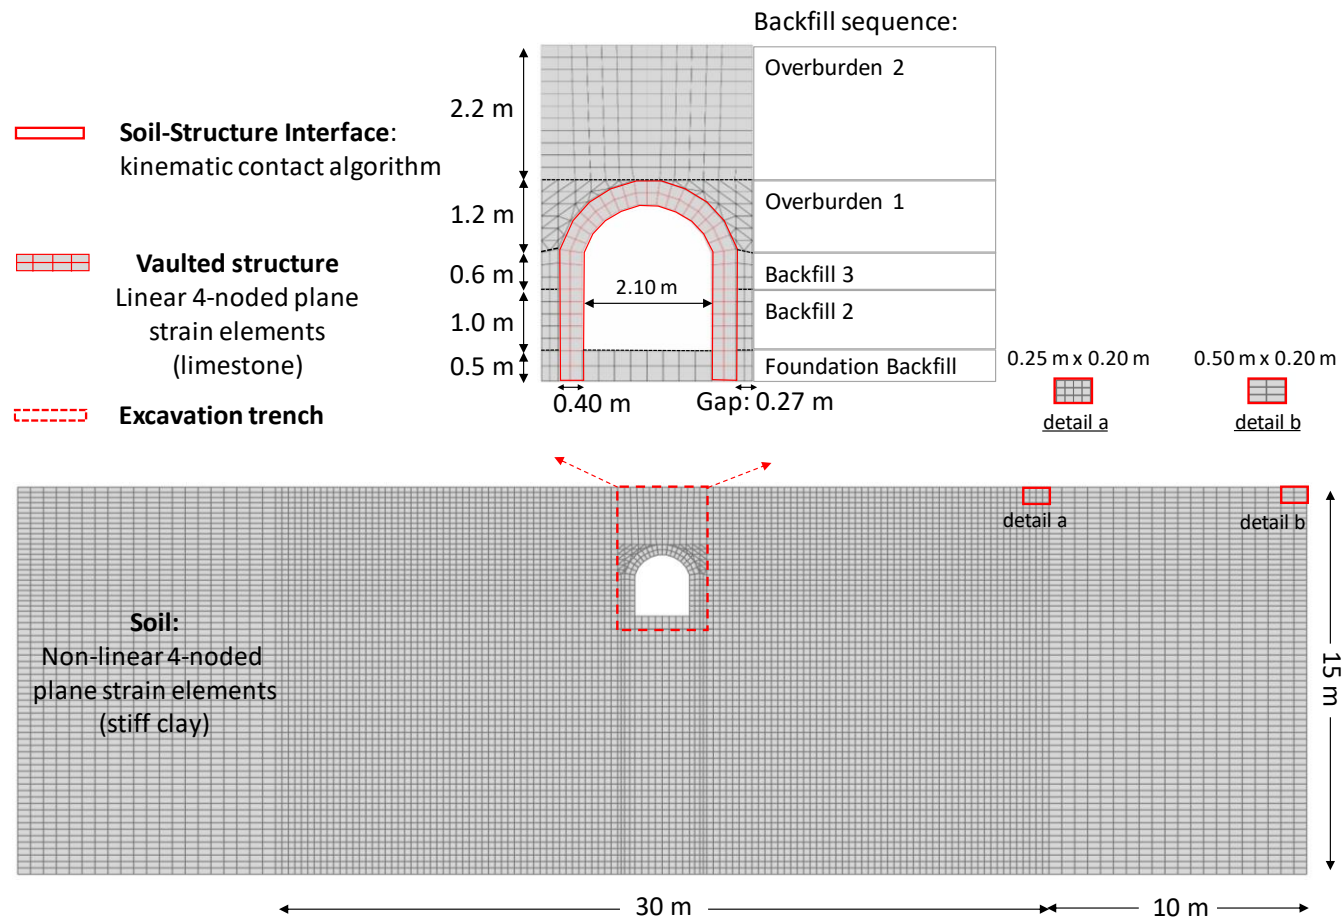 Backfill sequence:
Soil-Structure Interface:
kinematic contact algorithm
Vaulted structure
Linear 4-noded plane
strain elements
(limestone)
Excavation trench
2.2 m
1.2 m
0.6 m
1.0 m
0.5 m
2.10 m
0.40 m
Gap: 0.27 m
Overburden 2
Overburden 1
Backfill 3
Backfill 2
Foundation Backfill
0.25 m x 0.20 m
detail a
0.50 m x 0.20 m
detail b
detail a
detail b
Soil:
Non-linear 4-noded
plane strain elements
(stiff clay)
15 m
30 m
10 m